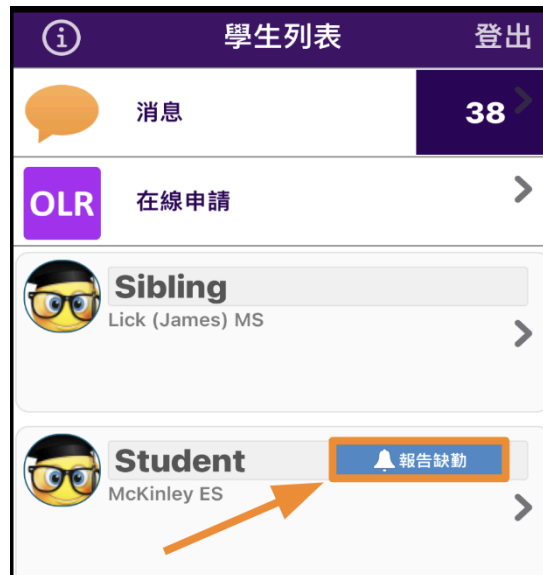 學生列表 登出
消息 38
OLR 在線申請
Sibling
Lick (James) MS
Student 報告缺勤
McKinley ES